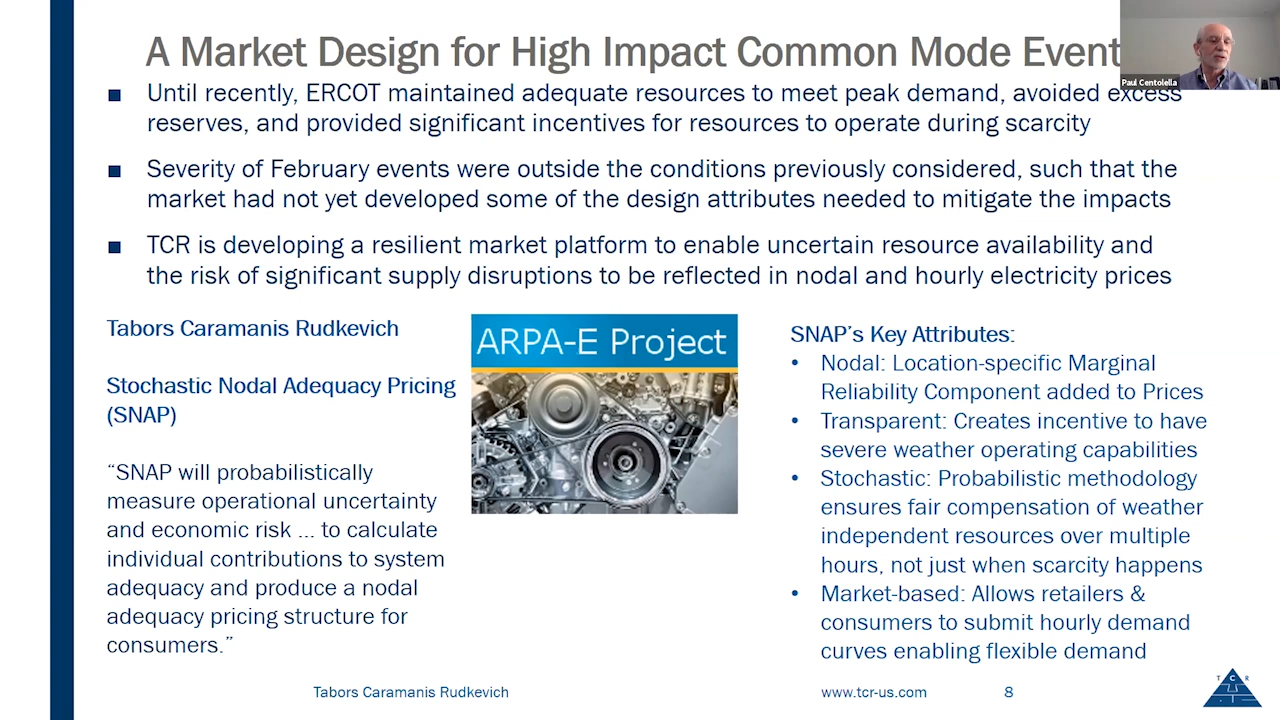 A Market Design for High Impact Common Mode Event
Paul Centolella
■ Until recently, ERCOT maintained adequate resources to meet peak demand, avoided excess
reserves, and provided significant incentives for resources to operate during scarcity
■ Severity of February events were outside the conditions previously considered, such that the
market had not yet developed some of the design attributes needed to mitigate the impacts
■ TCR is developing a resilient market platform to enable uncertain resource availability and
the risk of significant supply disruptions to be reflected in nodal and hourly electricity prices
Tabors Caramanis Rudkevich
Stochastic Nodal Adequacy Pricing
(SNAP)
“SNAP will probabilistically
measure operational uncertainty
and economic risk ... to calculate
individual contributions to system
adequacy and produce a nodal
adequacy pricing structure for
consumers.”
ARPA-E Project
SNAP’s Key Attributes:
• Nodal: Location-specific Marginal
Reliability Component added to Prices
• Transparent: Creates incentive to have
severe weather operating capabilities
• Stochastic: Probabilistic methodology
ensures fair compensation of weather
independent resources over multiple
hours, not just when scarcity happens
• Market-based: Allows retailers &
consumers to submit hourly demand
curves enabling flexible demand
Tabors Caramanis Rudkevich
www.tcr-us.com
8
T C R